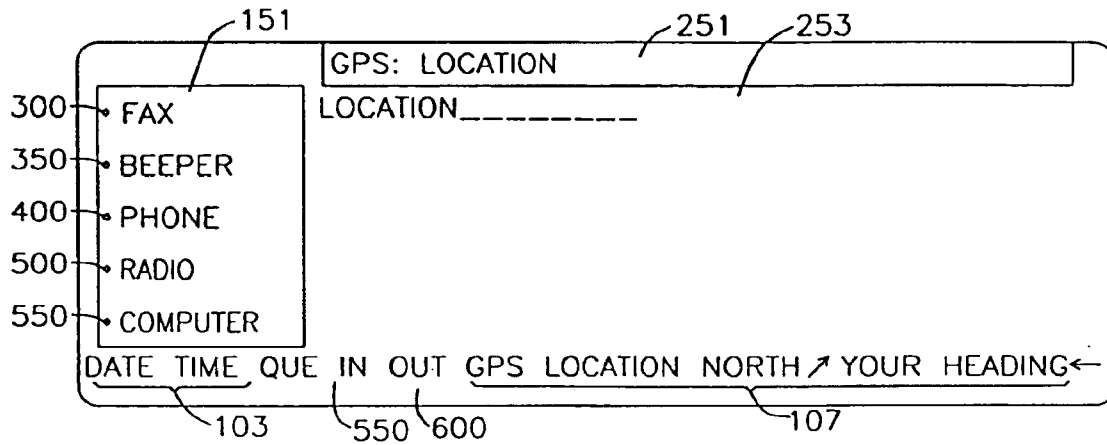 151 251 253
GPS: LOCATION
300 FAX LOCATION________
350 BEEPER
400 PHONE
500 RADIO
550 COMPUTER
DATE TIME QUE IN OUT GPS LOCATION NORTH↗ YOUR HEADING←
103 550 600 107